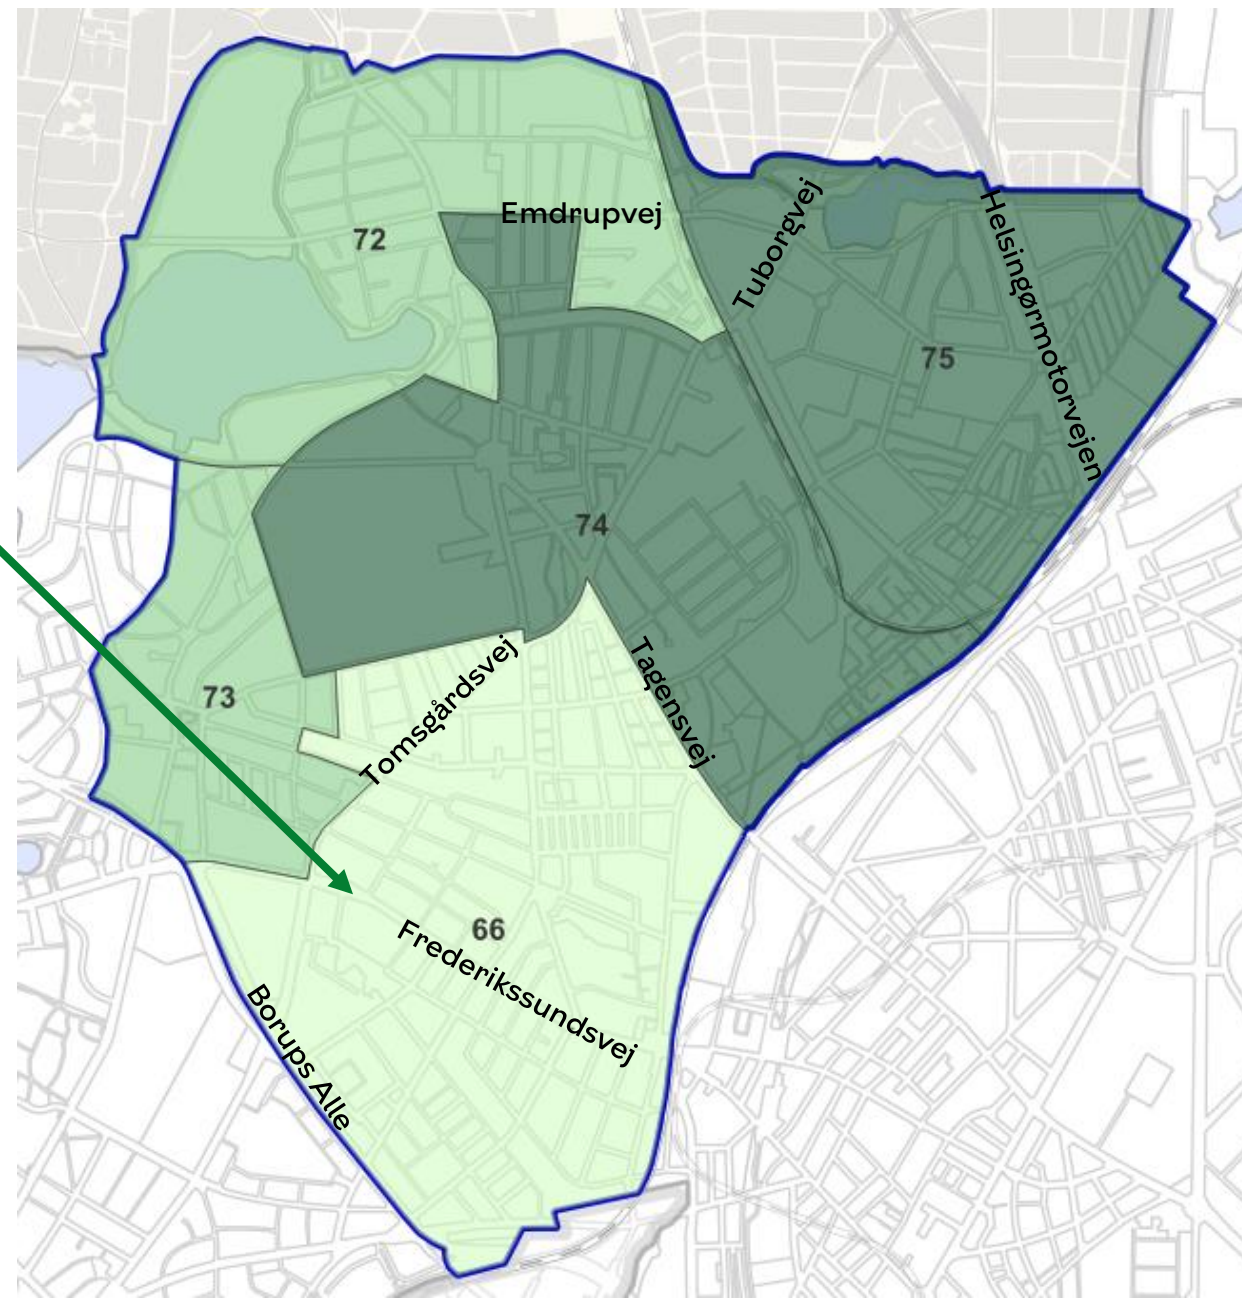 Emdrupvej
72
Tuborgvej
Helsingørmotorvejen
75
74
Tagensvej
Tomsgårdsvej
73
66
Frederikssundsvej
Borups Alle